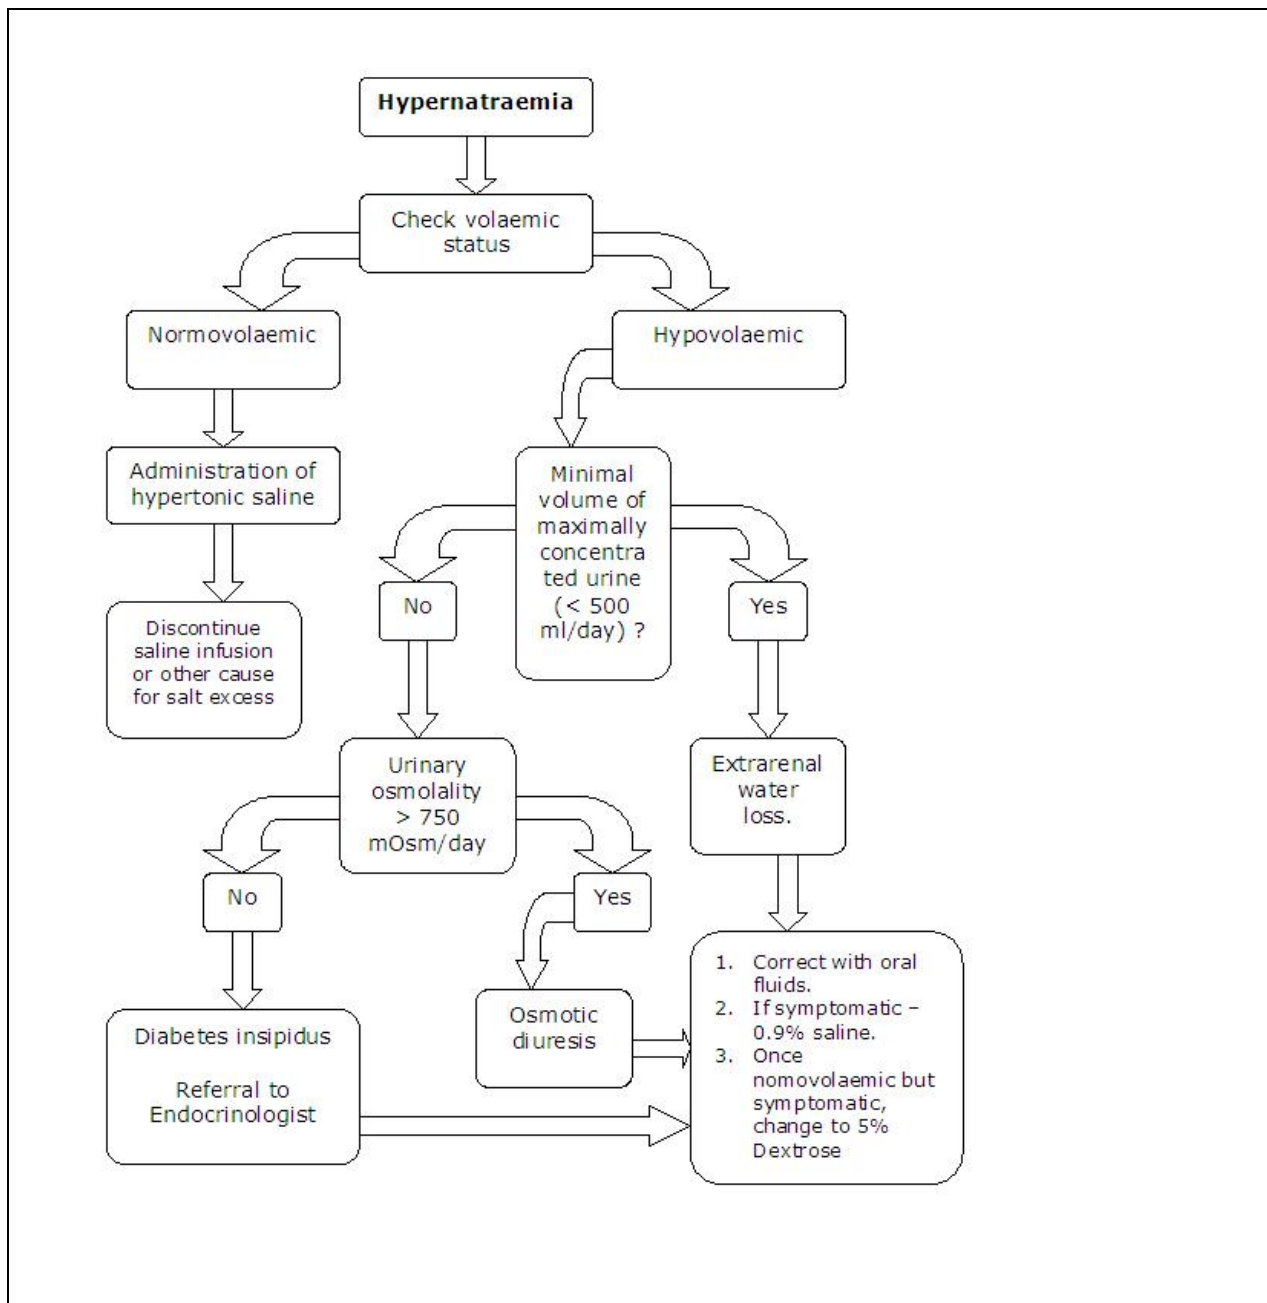 Hypernatraemia
Check volaemic
status
Normovolaemic
Hypovolaemic
Administration of
hypertonic saline
Minimal
volume of
maximally
concentra
ted urine
(< 500
ml/day) ?
No
Yes
Discontinue
saline infusion
or other cause
for salt excess
Urinary
osmolality
> 750
mOsm/day
Extrarenal
water
loss.
No
Yes
Diabetes insipidus
Referral to
Endocrinologist
Osmotic
diuresis
1. Correct with oral
fluids.
2. If symptomatic –
0.9% saline.
3. Once
nomovolaemic but
symptomatic,
change to 5%
Dextrose